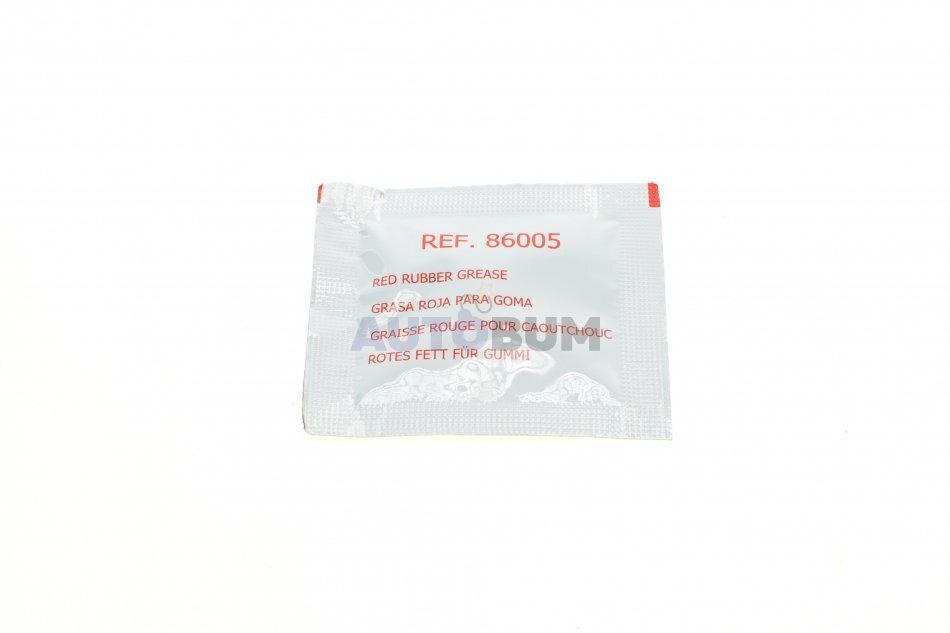 REF. 86005
RED RUBBER GREASE
GRASA ROJA PARA GOMA
AUTOBUM
GRAISSE ROUGE POUR CAOUTCHOUC
ROTES FETT FÜR GUMMI